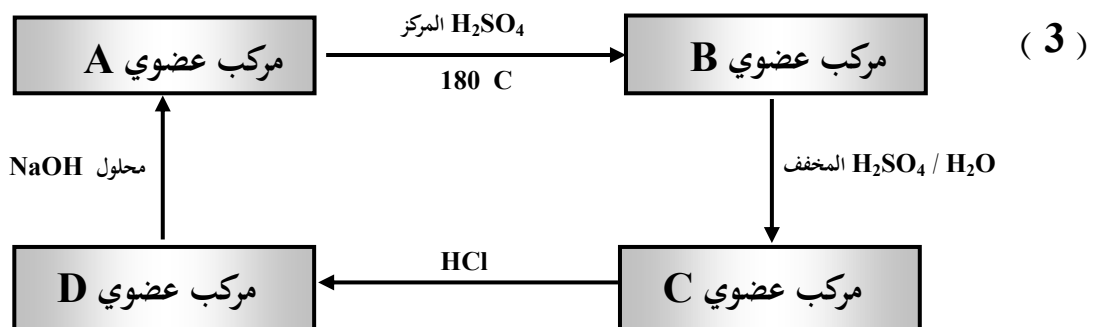 ( 3 )
مركب عضوي A
H₂SO₄ المركز
180 C
مركب عضوي B
محلول NaOH
H₂SO₄ / H₂O المخفف
مركب عضوي D
HCl
مركب عضوي C